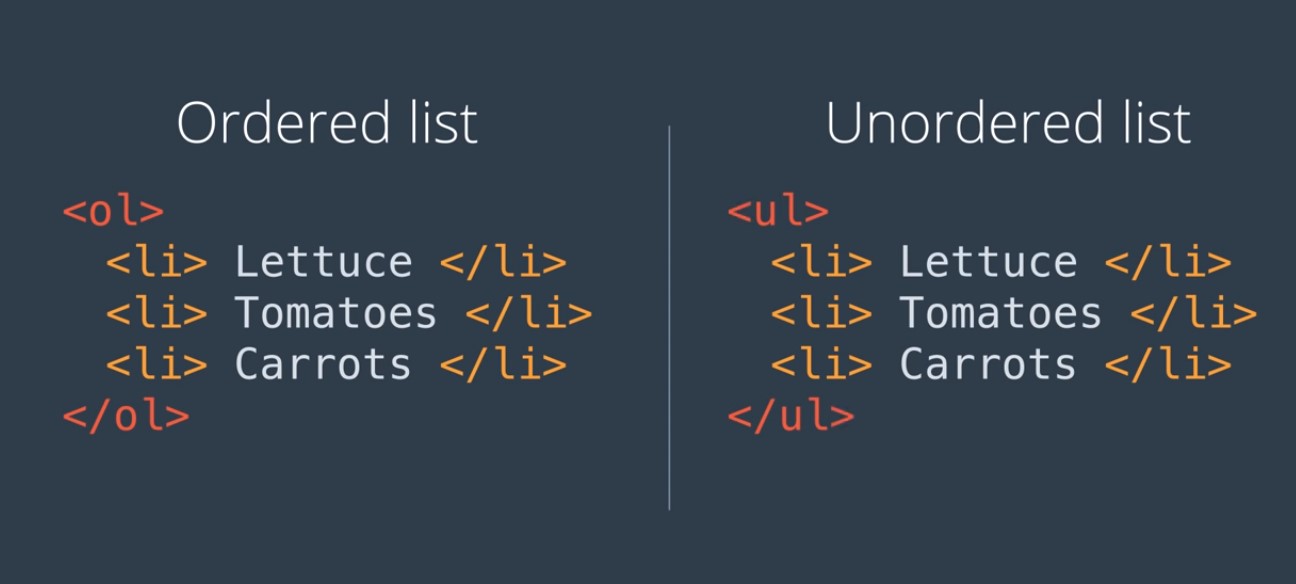 Ordered list
<ol>
<li> Lettuce </li>
<li> Tomatoes </li>
<li> Carrots </li>
</ol>
Unordered list
<ul>
<li> Lettuce </li>
<li> Tomatoes </li>
<li> Carrots </li>
</ul>